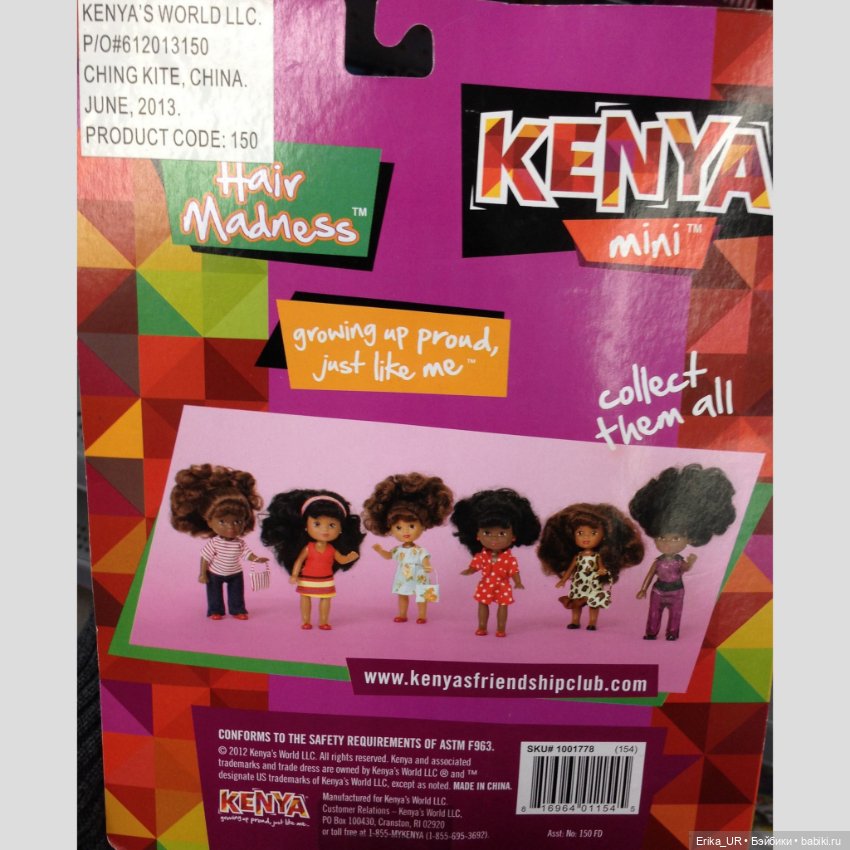 KENYA'S WORLD LLC.
P/O#612013150
CHING KITE, CHINA.
JUNE, 2013.
PRODUCT CODE: 150
Hair
Madness™
KENYA
mini™
growing up proud,
just like me™
collect
them all
www.kenyasfriendshipclub.com
CONFORMS TO THE SAFETY REQUIREMENTS OF ASTM F963.
© 2012 Kenya's World LLC. All rights reserved. Kenya and associated
trademarks and trade dress are owned by Kenya's World LLC ® and ™
designate US trademarks of Kenya's World LLC, except as noted. MADE IN CHINA.
KENYA
growing up proud, just like me.
Manufactured for Kenya's World LLC.
Customer Relations – Kenya's World LLC,
PO Box 100430, Cranston, RI 02920
or toll free at 1-855-MYKENYA (1-855-695-3692).
SKU# 1001778 (154)
8 16964 01154 5
Asst: No: 150 FD
Erika_UR • Бэйбики • babiki.ru